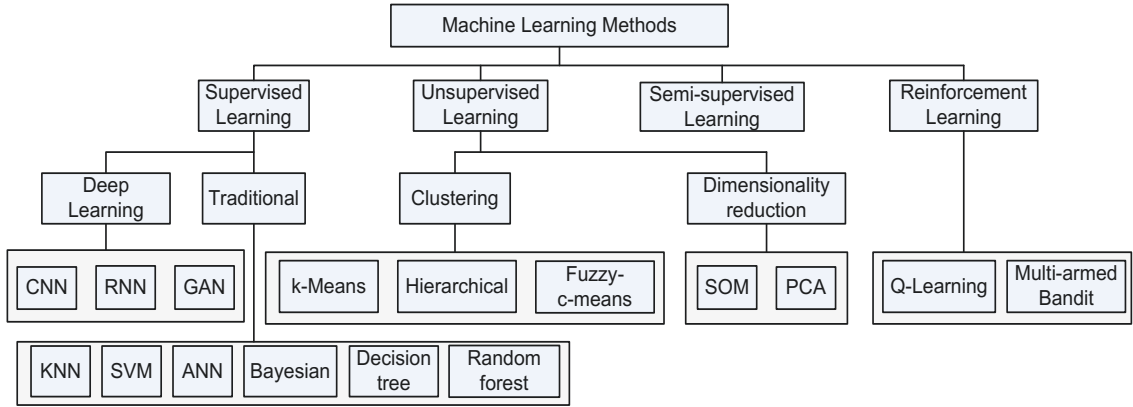 Machine Learning Methods
Supervised
Learning
Unsupervised
Learning
Semi-supervised
Learning
Reinforcement
Learning
Deep
Learning
Traditional
Clustering
Dimensionality
reduction
CNN
RNN
GAN
k-Means
Hierarchical
Fuzzy-
c-means
SOM
PCA
Q-Learning
Multi-armed
Bandit
KNN
SVM
ANN
Bayesian
Decision
tree
Random
forest